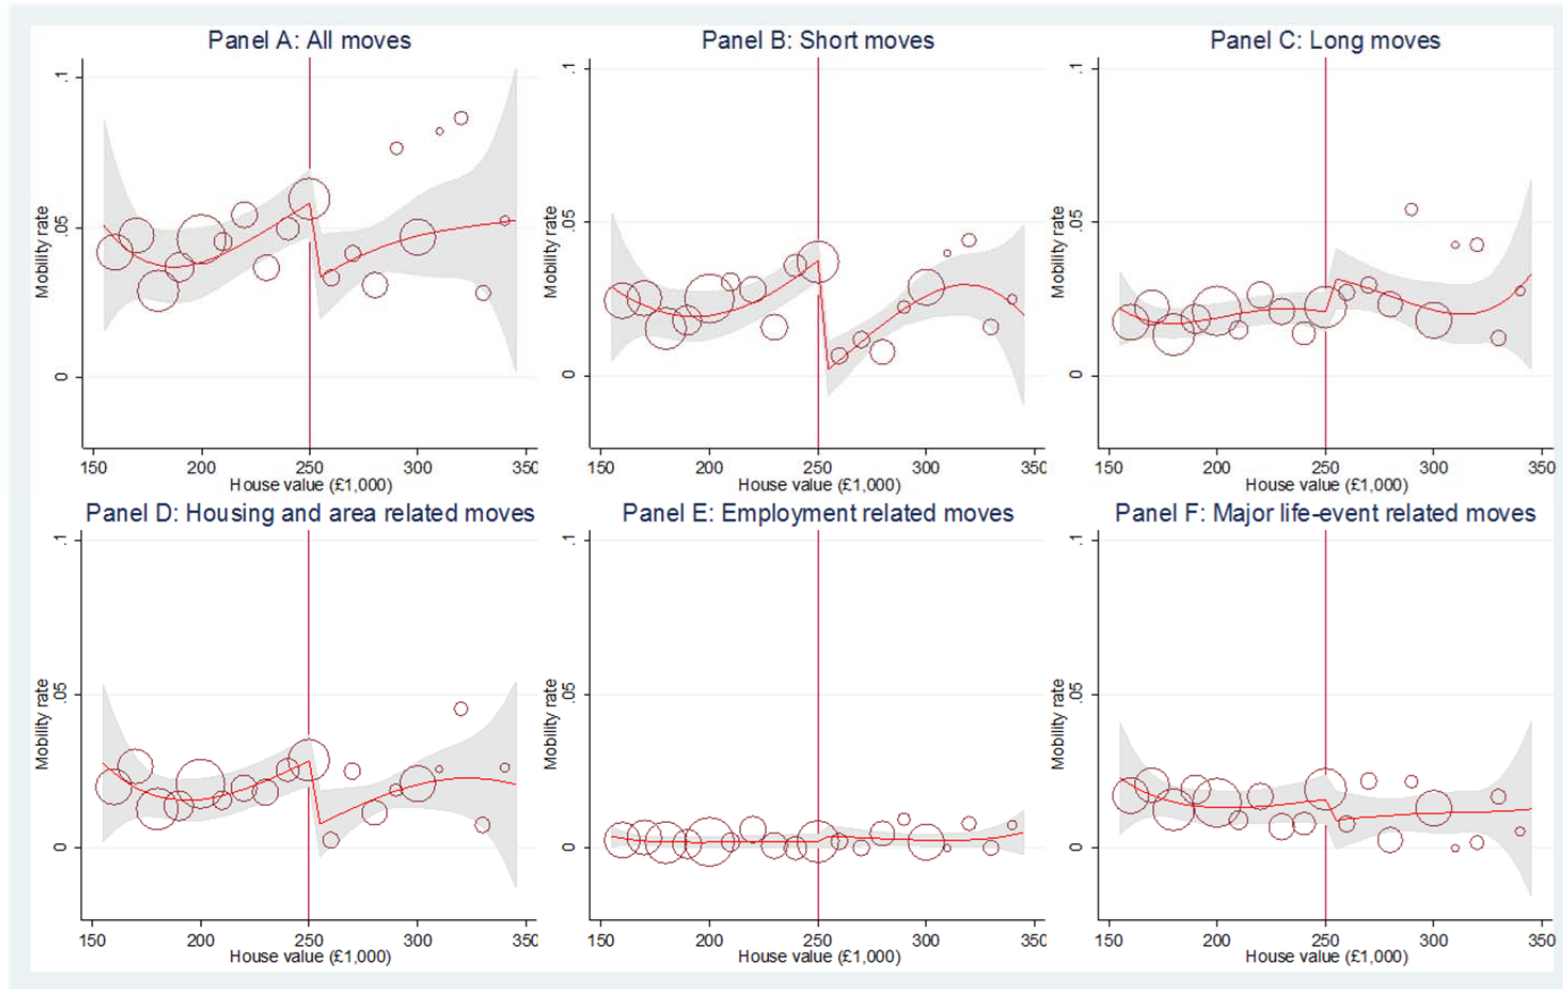 Panel A: All moves
Mobility rate
.1
.05
0
150 200 250 300 350
House value (£1,000)
Panel B: Short moves
Mobility rate
.1
.05
0
150 200 250 300 350
House value (£1,000)
Panel C: Long moves
Mobility rate
.1
.05
0
150 200 250 300 350
House value (£1,000)
Panel D: Housing and area related moves
Mobility rate
.1
.05
0
150 200 250 300 350
House value (£1,000)
Panel E: Employment related moves
Mobility rate
.1
.05
0
150 200 250 300 350
House value (£1,000)
Panel F: Major life-event related moves
Mobility rate
.1
.05
0
150 200 250 300 350
House value (£1,000)